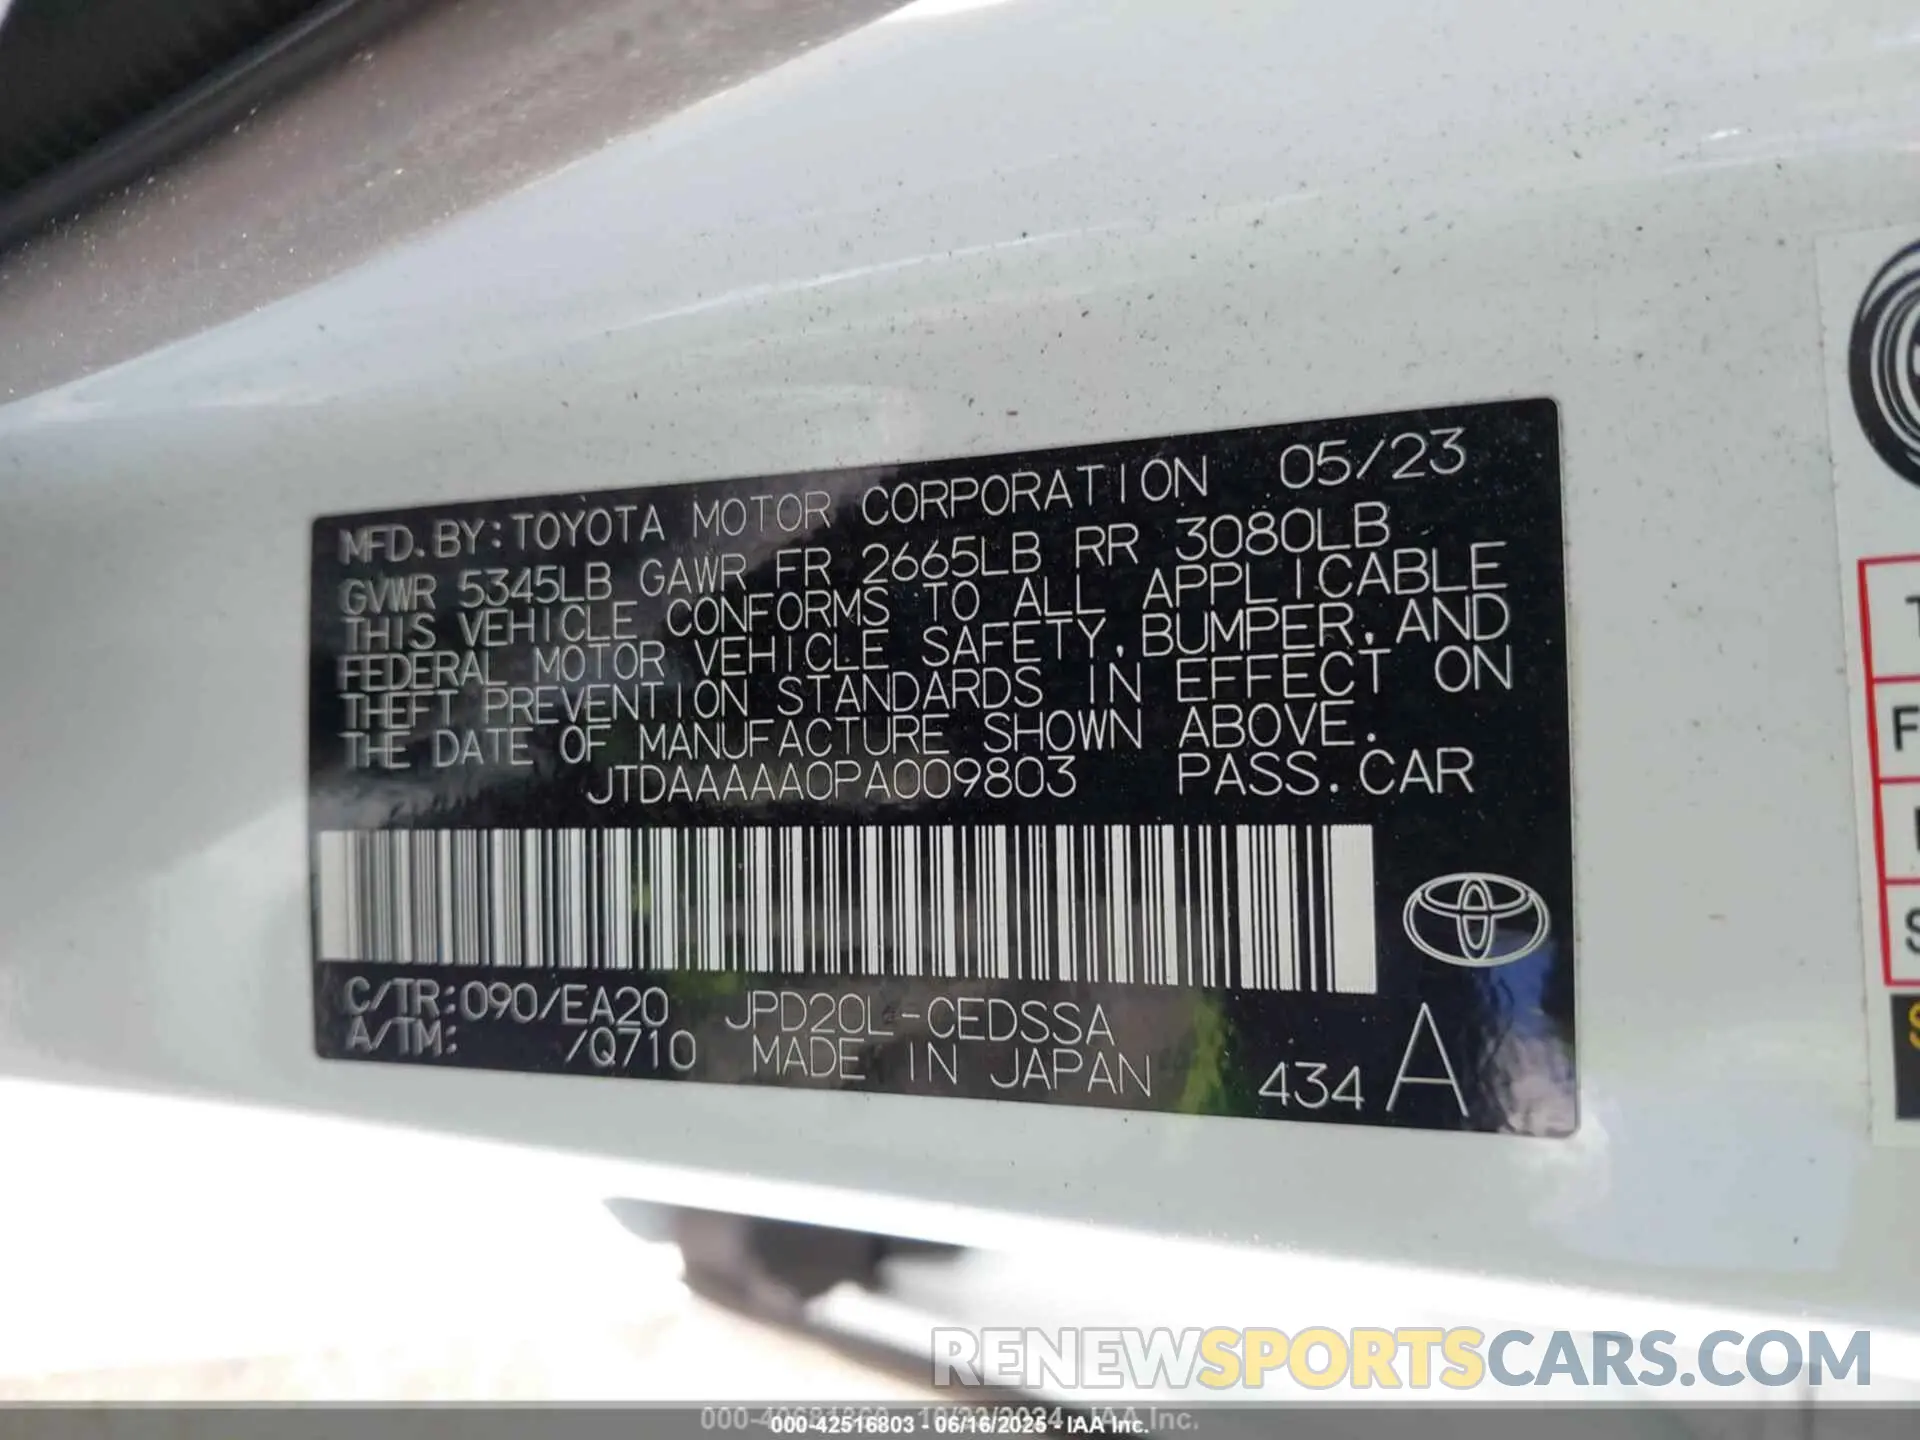 MFD. BY: TOYOTA MOTOR CORPORATION 05/23
GVWR 5345LB GAWR FR 2665LB RR 3080LB
THIS VEHICLE CONFORMS TO ALL APPLICABLE
FEDERAL MOTOR VEHICLE SAFETY, BUMPER, AND
THEFT PREVENTION STANDARDS IN EFFECT ON
THE DATE OF MANUFACTURE SHOWN ABOVE.
JTDAAAAAA0PA009803 PASS. CAR
C/TR: 090/EA20 JPD20L-CEDSSA
A/TM: /Q710 MADE IN JAPAN 434 A
RENEWSPORTSCARS.COM
000-42516803 - 06/16/2025 - IAA Inc.